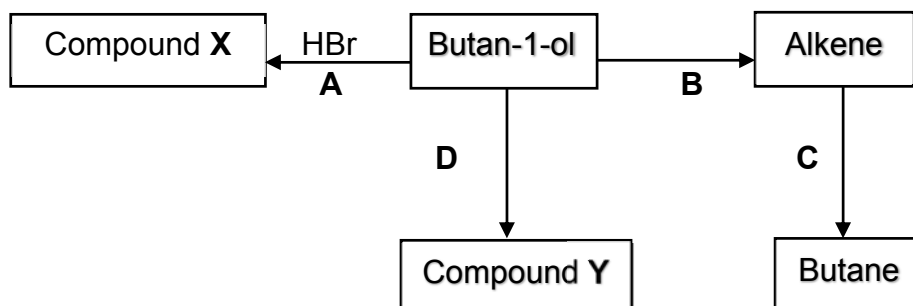 Compound X
HBr
A
Butan-1-ol
B
Alkene
D
C
Compound Y
Butane